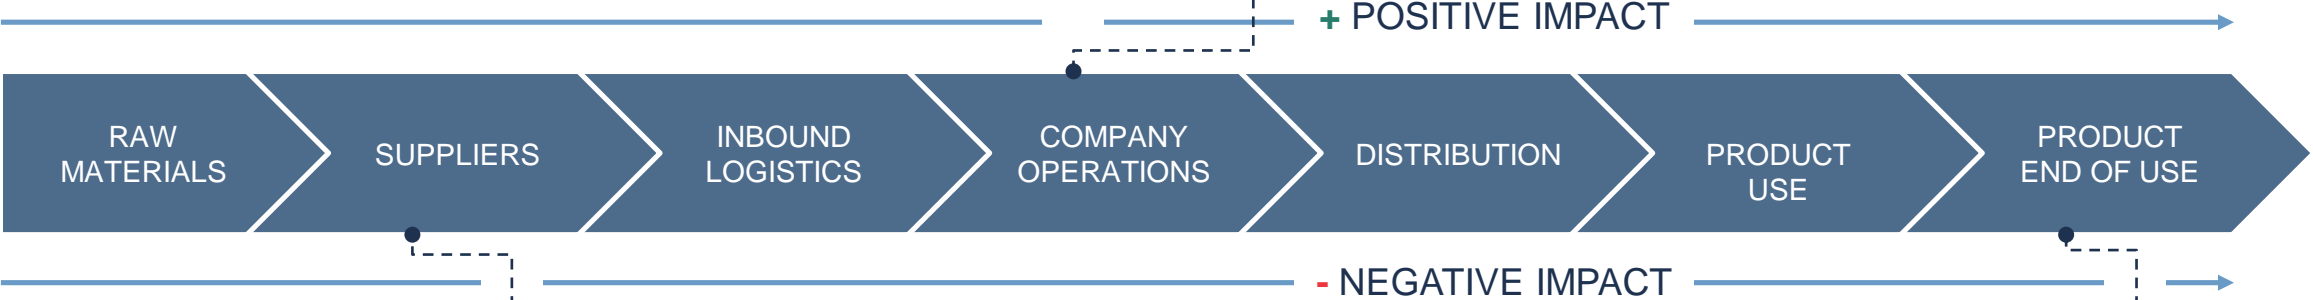 + POSITIVE IMPACT
RAW
MATERIALS
SUPPLIERS
INBOUND
LOGISTICS
COMPANY
OPERATIONS
DISTRIBUTION
PRODUCT
USE
PRODUCT
END OF USE
- NEGATIVE IMPACT